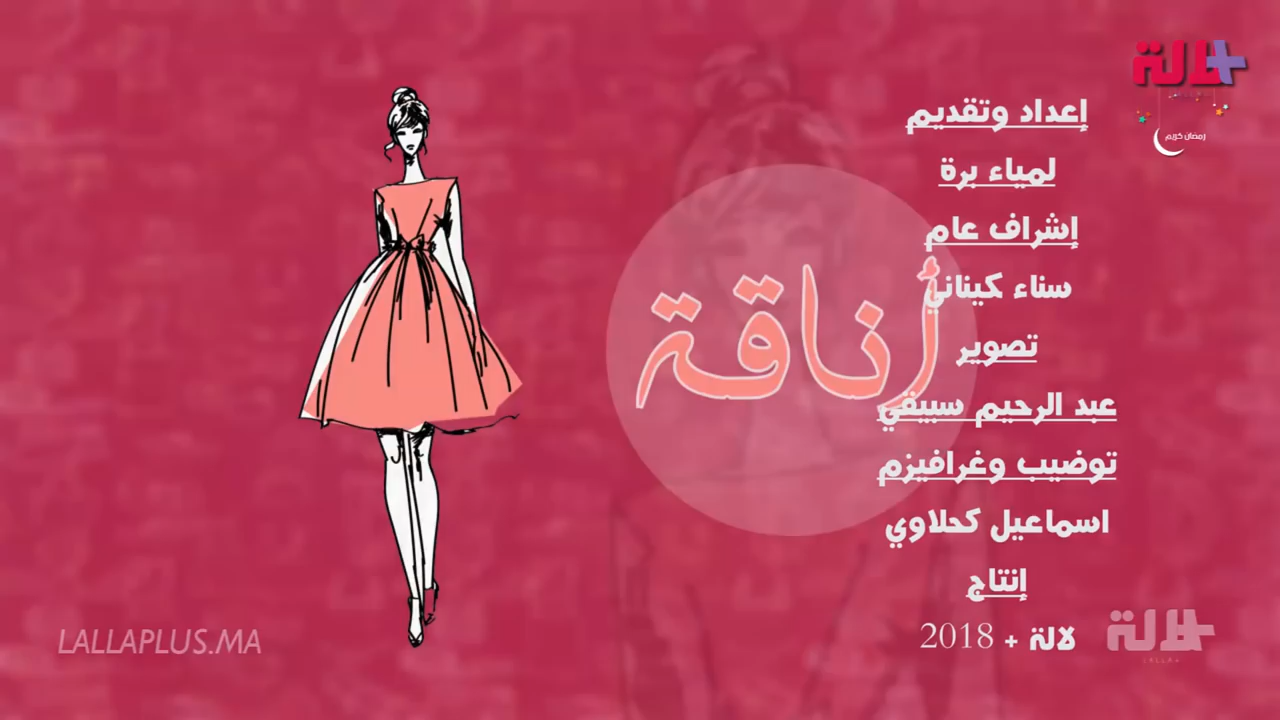 لالة+
رمضان كريم
إعداد وتقديم
لمياء برة
إشراف عام
سناء كيناني
أناقة
تصوير
عبد الرحيم سبيقي
توضيب وغرافيزم
اسماعيل كحلاوي
إنتاج
لالة + 2018
لالة+
LALLA+
LALLAPLUS.MA